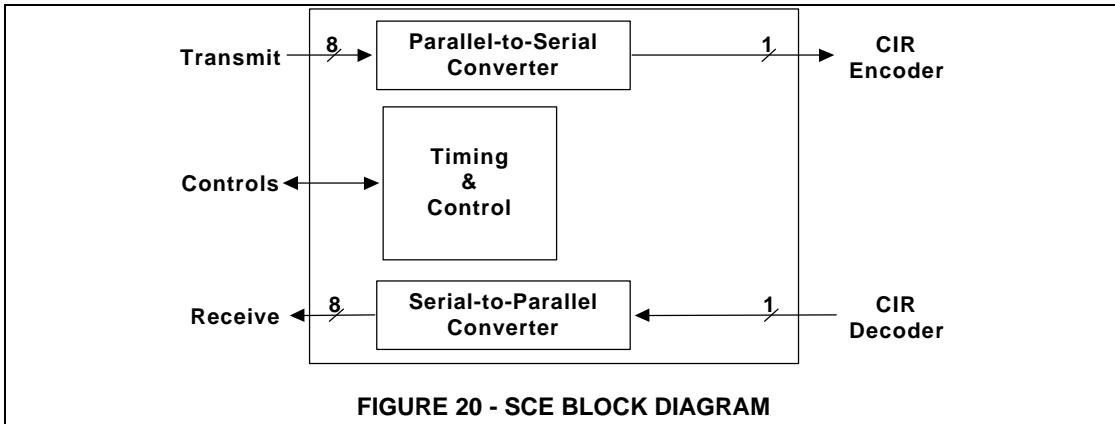 Transmit
8
Parallel-to-Serial
Converter
1
CIR
Encoder
Controls
Timing
&
Control
Receive
8
Serial-to-Parallel
Converter
1
CIR
Decoder
FIGURE 20 - SCE BLOCK DIAGRAM